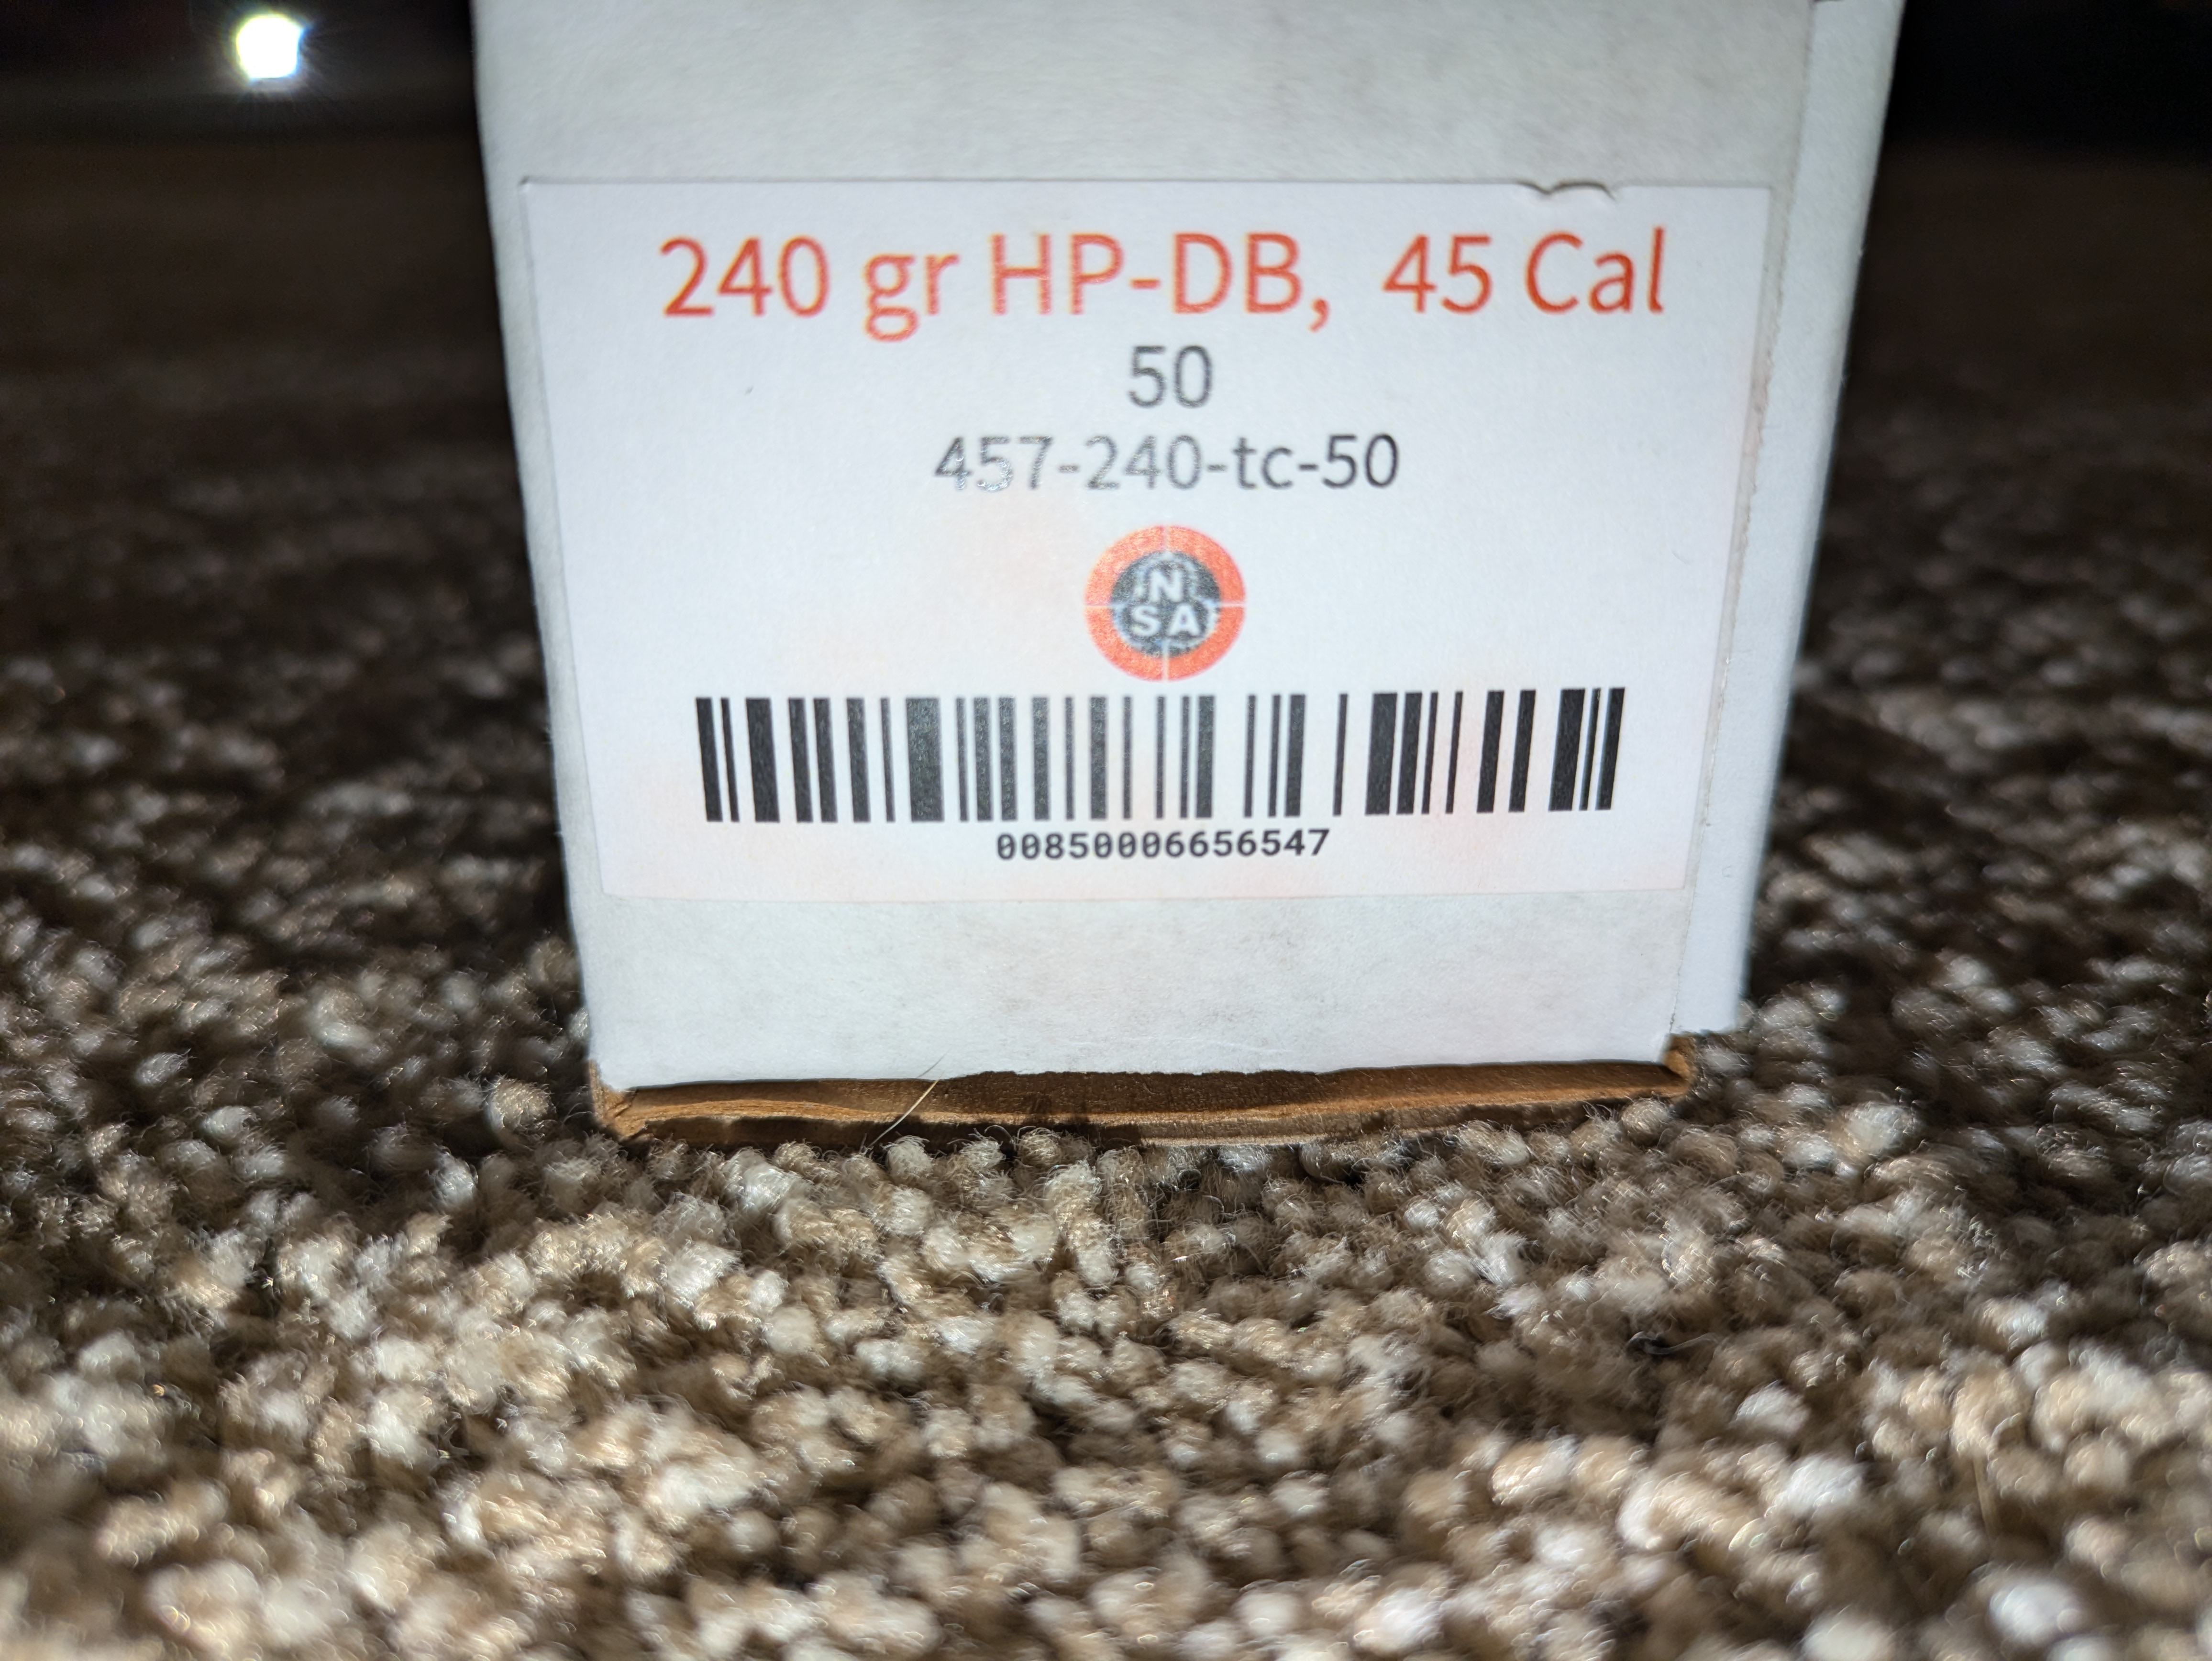 240 gr HP-DB, 45 Cal
50
457-240-tc-50
N
SA
00850006656547